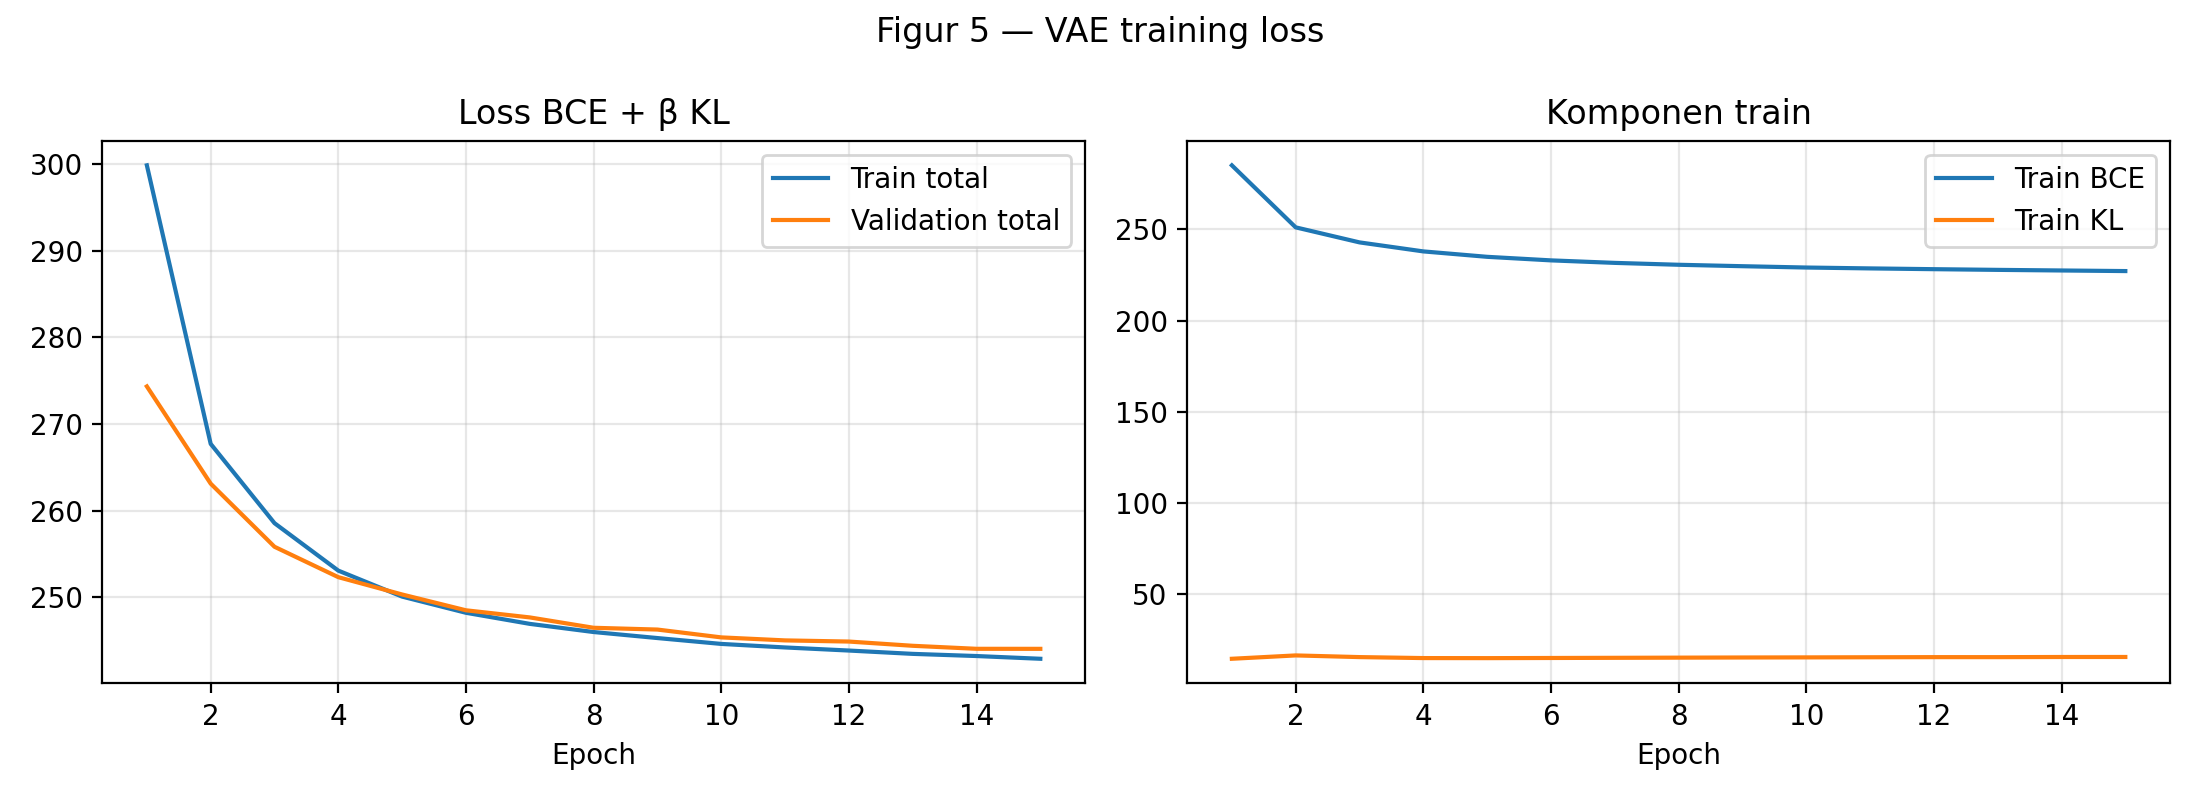 Figur 5 — VAE training loss
Loss BCE + β KL
300
290
280
270
260
250
Train total
Validation total
2 4 6 8 10 12 14
Epoch
Komponen train
250
200
150
100
50
Train BCE
Train KL
2 4 6 8 10 12 14
Epoch